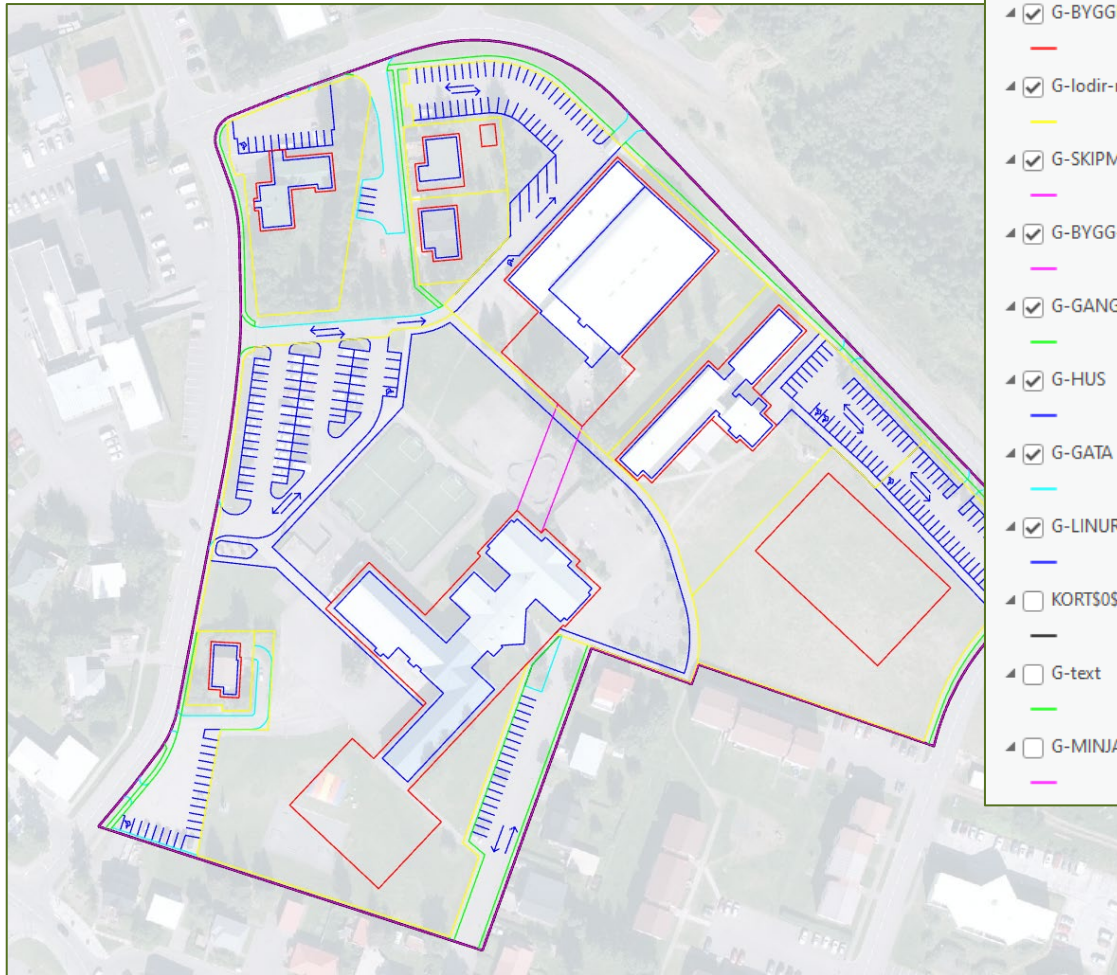 G-BYGG
G-lodir-
G-SKIPM
G-BYGG
G-GANG
G-HUS
G-GATA
G-LINUR
KORT$0$
G-text
G-MINJA